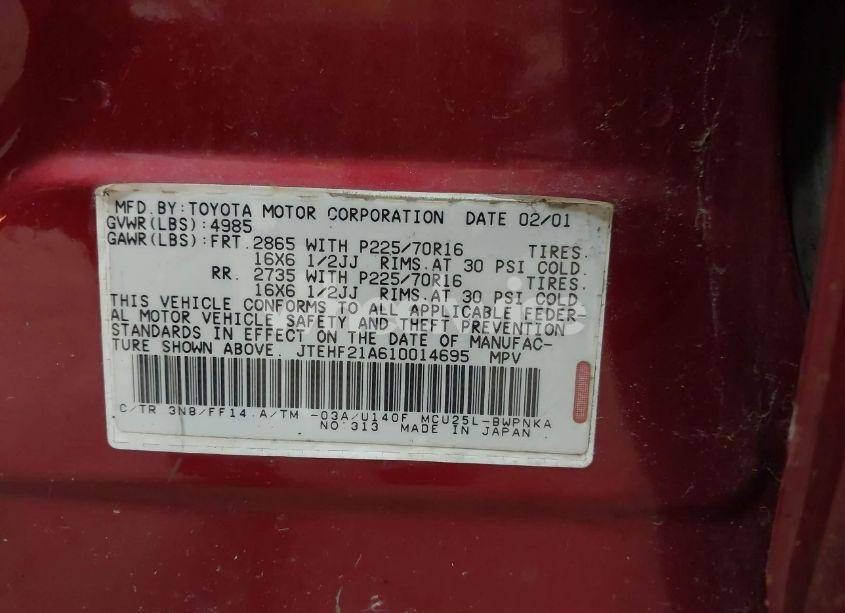 MFD.BY:TOYOTA MOTOR CORPORATION DATE 02/01
GVWR(LBS):4985
GAWR(LBS):FRT.2865 WITH P225/70R16 TIRES.
16X6 1/2JJ RIMS.AT 30 PSI COLD.
RR. 2735 WITH P225/70R16 TIRES.
16X6 1/2JJ RIMS.AT 30 PSI COLD.
THIS VEHICLE CONFORMS TO ALL APPLICABLE FEDER-
AL MOTOR VEHICLE SAFETY AND THEFT PREVENTION
STANDARDS IN EFFECT ON THE DATE OF MANUFAC-
TURE SHOWN ABOVE. JTEHF21A610014695 MPV
C/TR 3N8/FF14 A/TM -03A/U140F MCU25L-BWPNKA
NO.313 MADE IN JAPAN